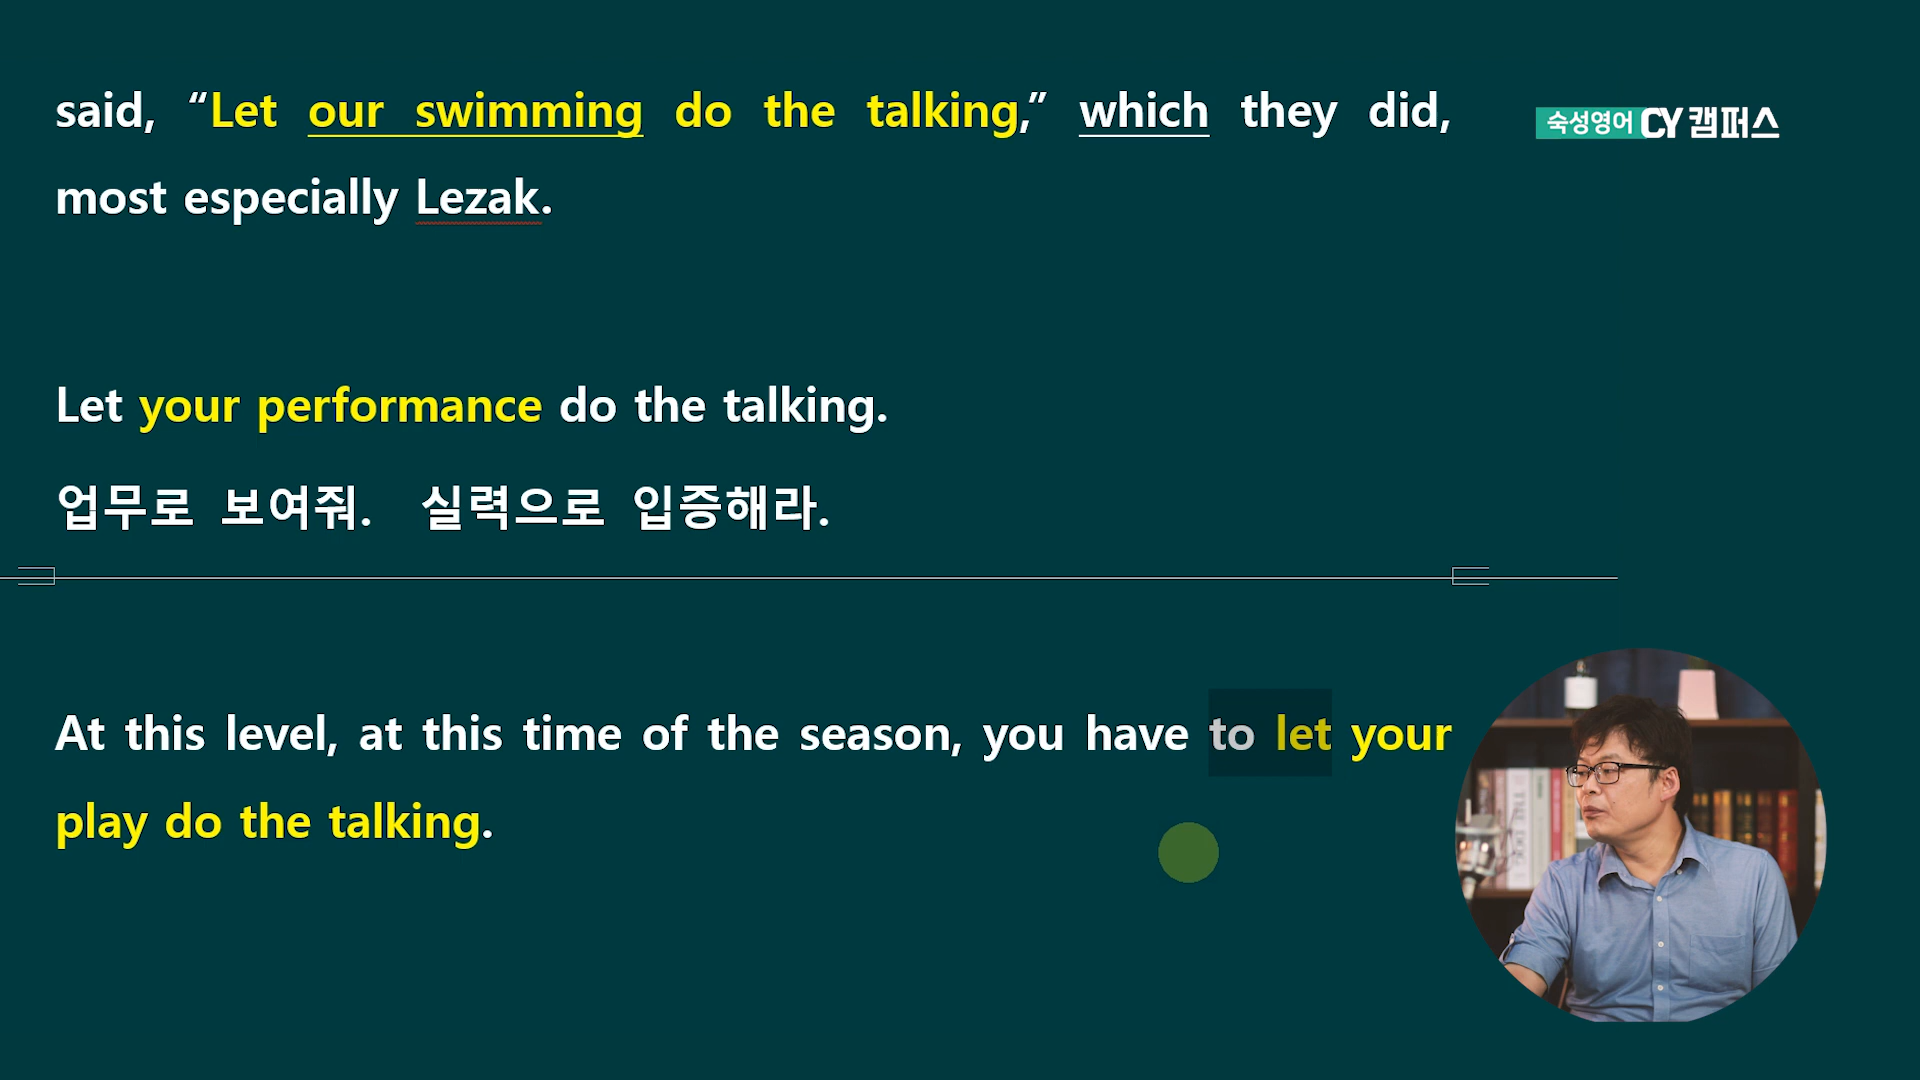 said, “Let our swimming do the talking,” which they did,
숙성영어 CY 캠퍼스
most especially Lezak.
Let your performance do the talking.
업무로 보여줘. 실력으로 입증해라.
At this level, at this time of the season, you have to let your
play do the talking.